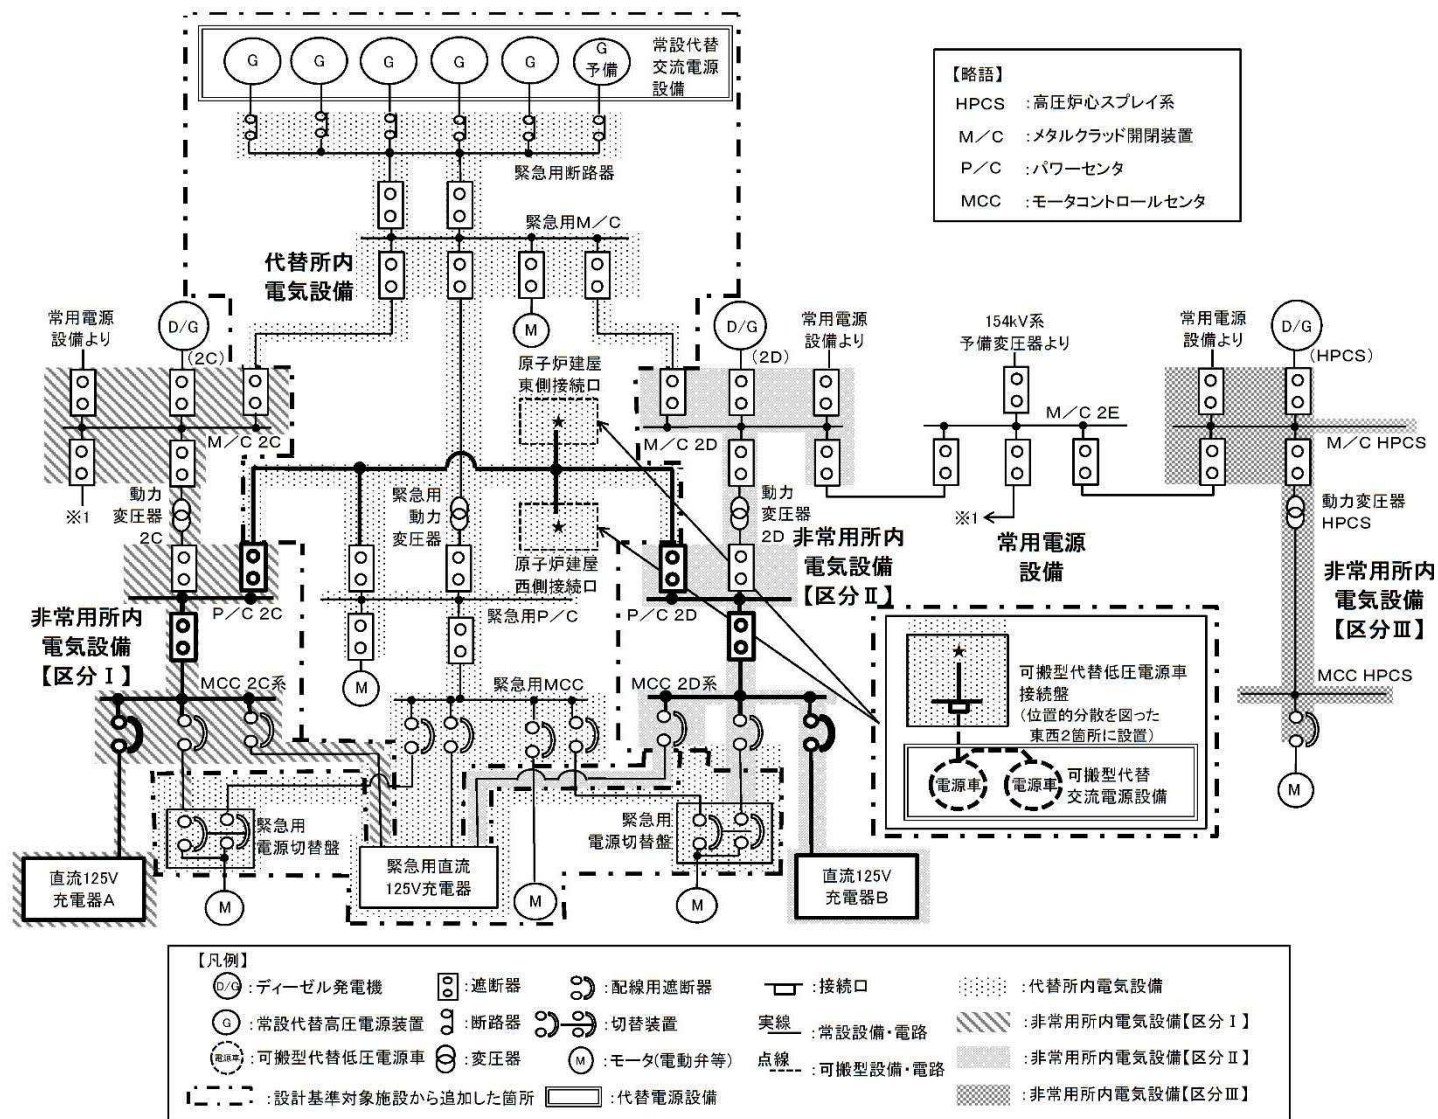 G
G
G
G
G
G
予備
常設代替
交流電源
設備
緊急用断路器
【略語】
HPCS :高圧炉心スプレイ系
M/C :メタルクラッド開閉装置
P/C :パワーセンタ
MCC :モータコントロールセンタ
緊急用M/C
代替所内
電気設備
常用電源
設備より
D/G
(2C)
M
D/G
(2D)
常用電源
設備より
154kV系
予備変圧器より
常用電源
設備より
D/G
(HPCS)
原子炉建屋
東側接続口
★
M/C 2C
M/C 2D
M/C 2E
M/C HPCS
※1
動力
変圧器
2C
緊急用
動力
変圧器
★
原子炉建屋
西側接続口
動力
変圧器
2D
※1
常用電源
設備
動力変圧器
HPCS
非常用所内
電気設備
【区分Ⅱ】
非常用所内
電気設備
【区分Ⅲ】
P/C 2C
緊急用P/C
P/C 2D
非常用所内
電気設備
【区分Ⅰ】
M
MCC 2C系
緊急用MCC
MCC 2D系
MCC HPCS
★
可搬型代替低圧電源車
接続盤
(位置的分散を図った
東西2箇所に設置)
電源車
電源車
可搬型代替
交流電源設備
M
緊急用
電源切替盤
緊急用
電源切替盤
直流125V
充電器A
M
緊急用直流
125V充電器
M
M
直流125V
充電器B
【凡例】
D/G :ディーゼル発電機
:遮断器
:配線用遮断器
:接続口
:代替所内電気設備
G :常設代替高圧電源装置
:断路器
:切替装置
実線 :常設設備・電路
:非常用所内電気設備【区分Ⅰ】
電源車 :可搬型代替低圧電源車
:変圧器
M :モータ(電動弁等)
点線 :可搬型設備・電路
:非常用所内電気設備【区分Ⅱ】
:設計基準対象施設から追加した箇所
:代替電源設備
:非常用所内電気設備【区分Ⅲ】